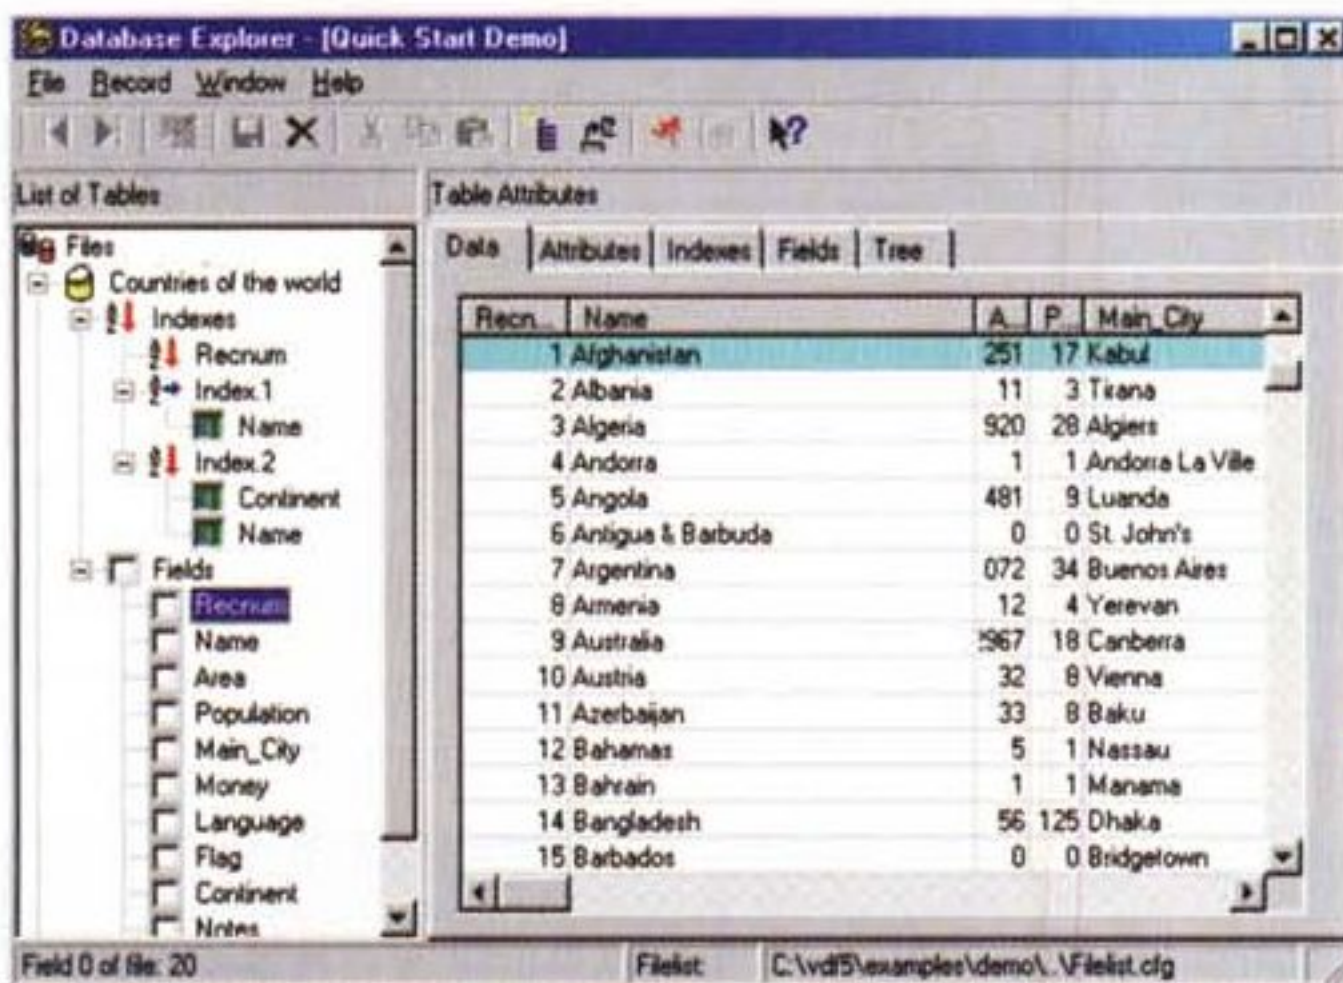 Database Explorer - [Quick Start Demo]
File Record Window Help
List of Tables
Files
Countries of the world
Indexes
Recnum
Index.1
Name
Index.2
Continent
Name
Fields
Recnum
Name
Area
Population
Main_City
Money
Language
Flag
Continent
Notes
Table Attributes
Data Attributes Indexes Fields Tree
Recn... Name A... P... Main_City
1 Afghanistan 251 17 Kabul
2 Albania 11 3 Tirana
3 Algeria 920 28 Algiers
4 Andorra 1 1 Andorra La Ville
5 Angola 481 9 Luanda
6 Antigua & Barbuda 0 0 St. John's
7 Argentina 072 34 Buenos Aires
8 Armenia 12 4 Yerevan
9 Australia 967 18 Canberra
10 Austria 32 8 Vienna
11 Azerbaijan 33 8 Baku
12 Bahamas 5 1 Nassau
13 Bahrain 1 1 Manama
14 Bangladesh 56 125 Dhaka
15 Barbados 0 0 Bridgetown
Field 0 of file: 20 Filelist: C:\vdf5\examples\demo\..\Filelist.cfg